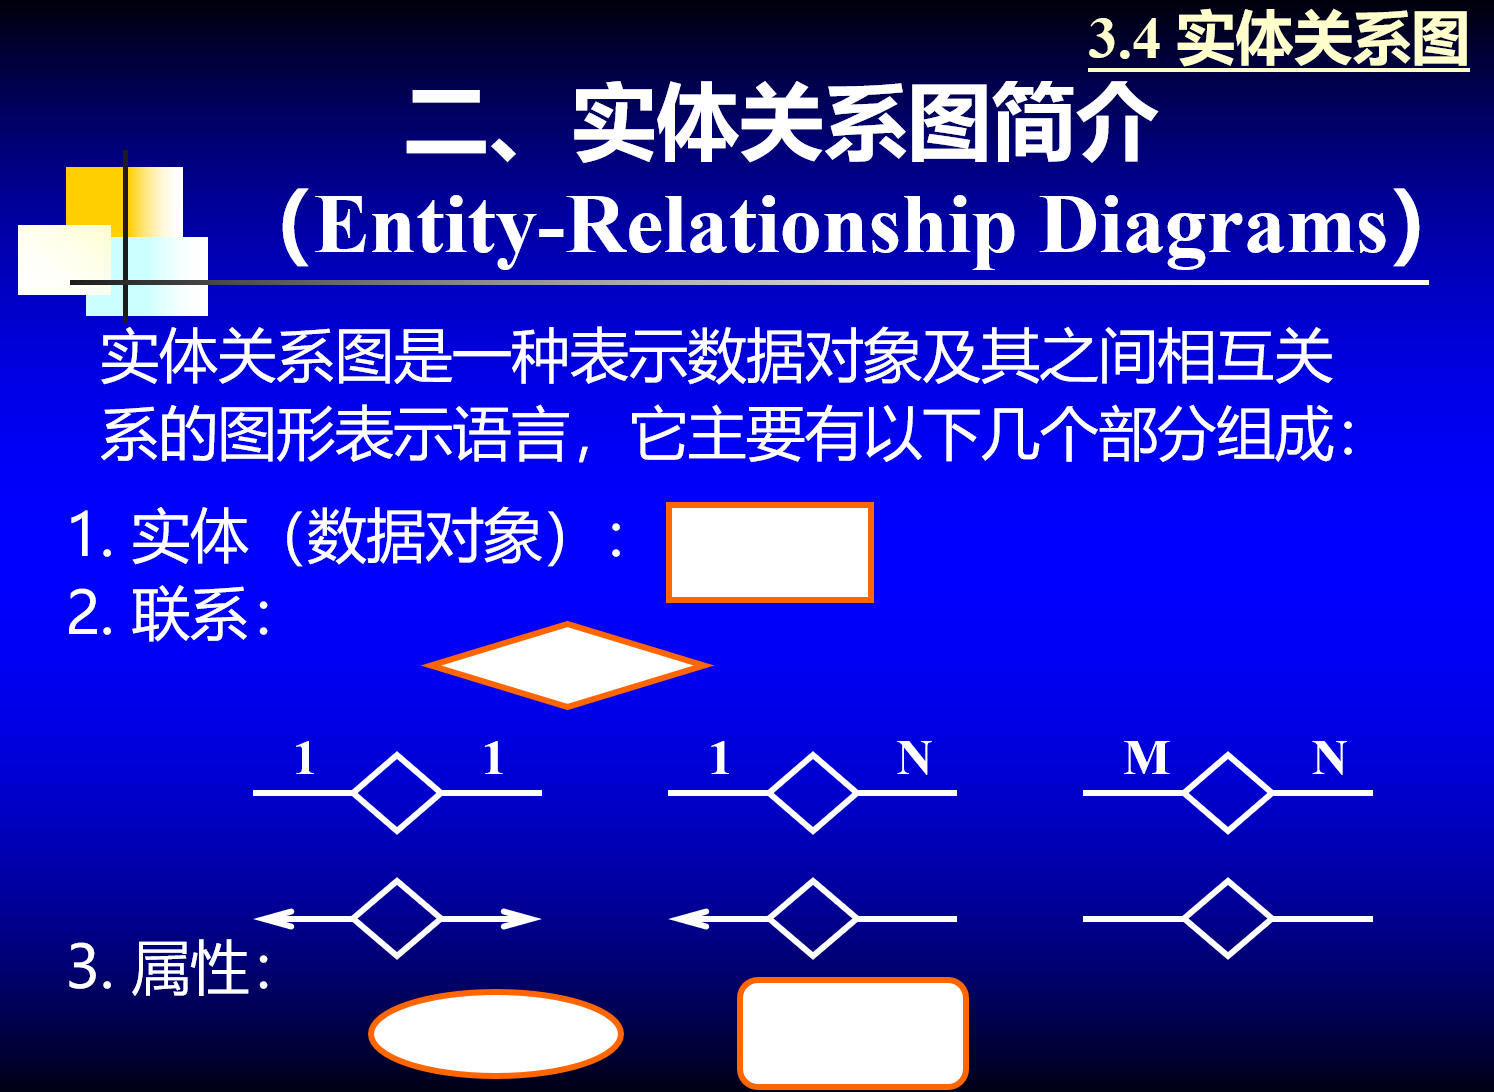 3.4 实体关系图
二、实体关系图简介
（Entity-Relationship Diagrams）
实体关系图是一种表示数据对象及其之间相互关
系的图形表示语言，它主要有以下几个部分组成：
1. 实体（数据对象）：
2. 联系：
1 1 1 N M N
3. 属性：